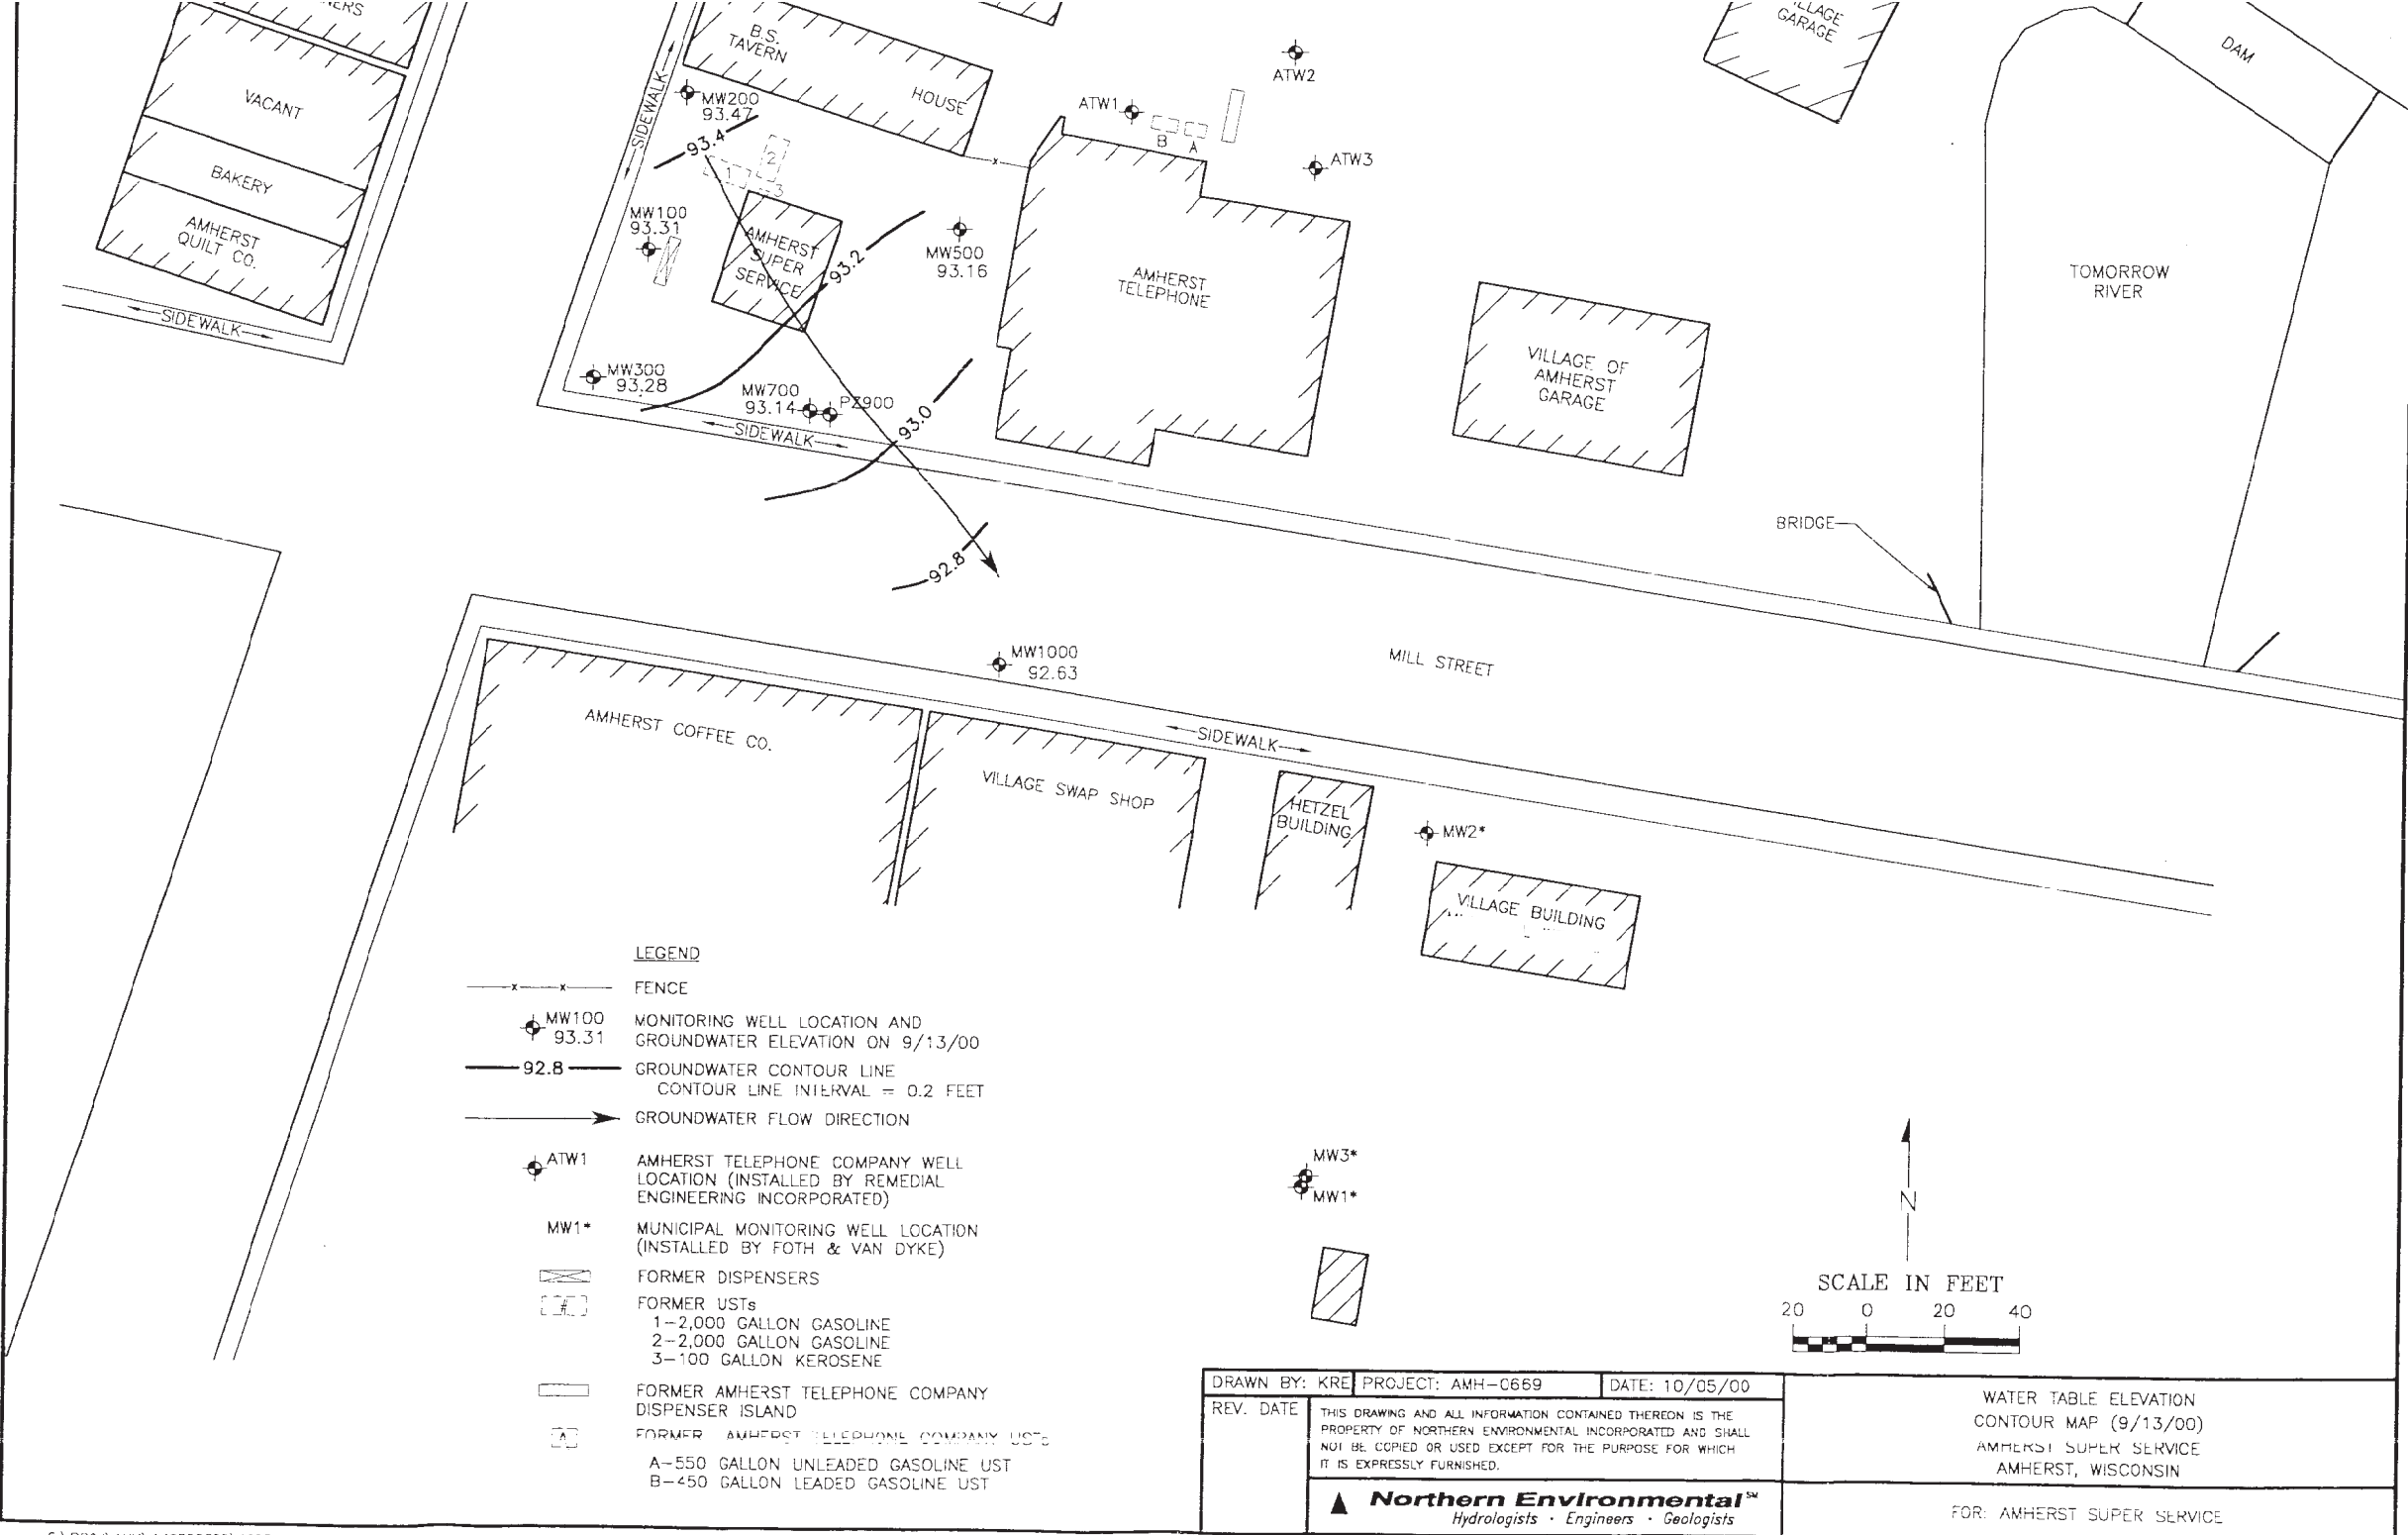 B.S.
TAVERN
HOUSE
GARAGE
DAM
VACANT
BAKERY
AMHERST
QUILT CO.
SIDEWALK
SIDEWALK
MW200
93.47
93.4
2
1
3
MW100
93.31
AMHERST
SUPER
SERVICE
93.2
MW500
93.16
ATW1
ATW2
ATW3
B
A
AMHERST
TELEPHONE
VILLAGE OF
AMHERST
GARAGE
TOMORROW
RIVER
MW300
93.28
MW700
93.14
PZ900
93.0
SIDEWALK
92.8
BRIDGE
MW1000
92.63
MILL STREET
AMHERST COFFEE CO.
SIDEWALK
VILLAGE SWAP SHOP
HETZEL
BUILDING
MW2*
VILLAGE BUILDING
LEGEND
FENCE
MW100
93.31
MONITORING WELL LOCATION AND
GROUNDWATER ELEVATION ON 9/13/00
92.8
GROUNDWATER CONTOUR LINE
CONTOUR LINE INTERVAL = 0.2 FEET
GROUNDWATER FLOW DIRECTION
ATW1
AMHERST TELEPHONE COMPANY WELL
LOCATION (INSTALLED BY REMEDIAL
ENGINEERING INCORPORATED)
MW1*
MUNICIPAL MONITORING WELL LOCATION
(INSTALLED BY FOTH & VAN DYKE)
FORMER DISPENSERS
#
FORMER USTs
1-2,000 GALLON GASOLINE
2-2,000 GALLON GASOLINE
3-100 GALLON KEROSENE
FORMER AMHERST TELEPHONE COMPANY
DISPENSER ISLAND
A
FORMER AMHERST TELEPHONE COMPANY USTs
A-550 GALLON UNLEADED GASOLINE UST
B-450 GALLON LEADED GASOLINE UST
MW3*
MW1*
N
SCALE IN FEET
20 0 20 40
DRAWN BY: KRE
PROJECT: AMH-0669
DATE: 10/05/00
REV. DATE
THIS DRAWING AND ALL INFORMATION CONTAINED THEREON IS THE
PROPERTY OF NORTHERN ENVIRONMENTAL INCORPORATED AND SHALL
NOT BE COPIED OR USED EXCEPT FOR THE PURPOSE FOR WHICH
IT IS EXPRESSLY FURNISHED.
Northern Environmental SM
Hydrologists · Engineers · Geologists
WATER TABLE ELEVATION
CONTOUR MAP (9/13/00)
AMHERST SUPER SERVICE
AMHERST, WISCONSIN
FOR: AMHERST SUPER SERVICE